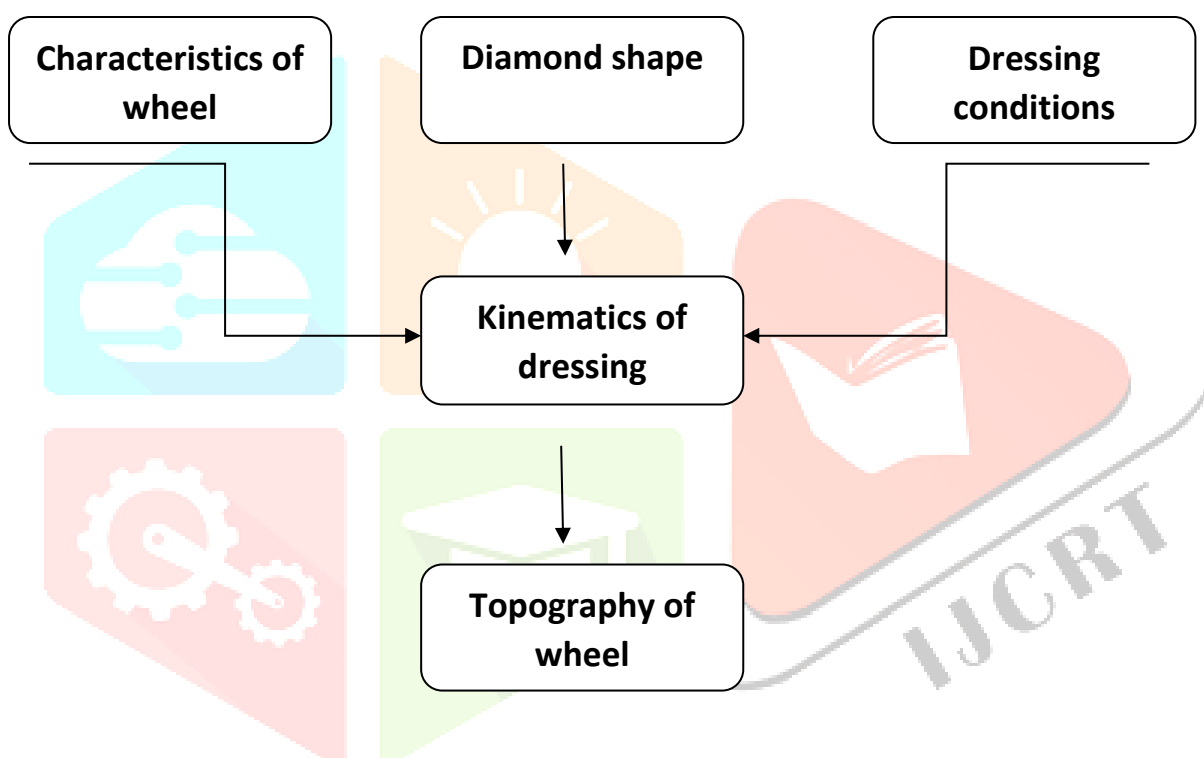 Characteristics of
wheel
Diamond shape
Dressing
conditions
Kinematics of
dressing
Topography of
wheel
IJCRT